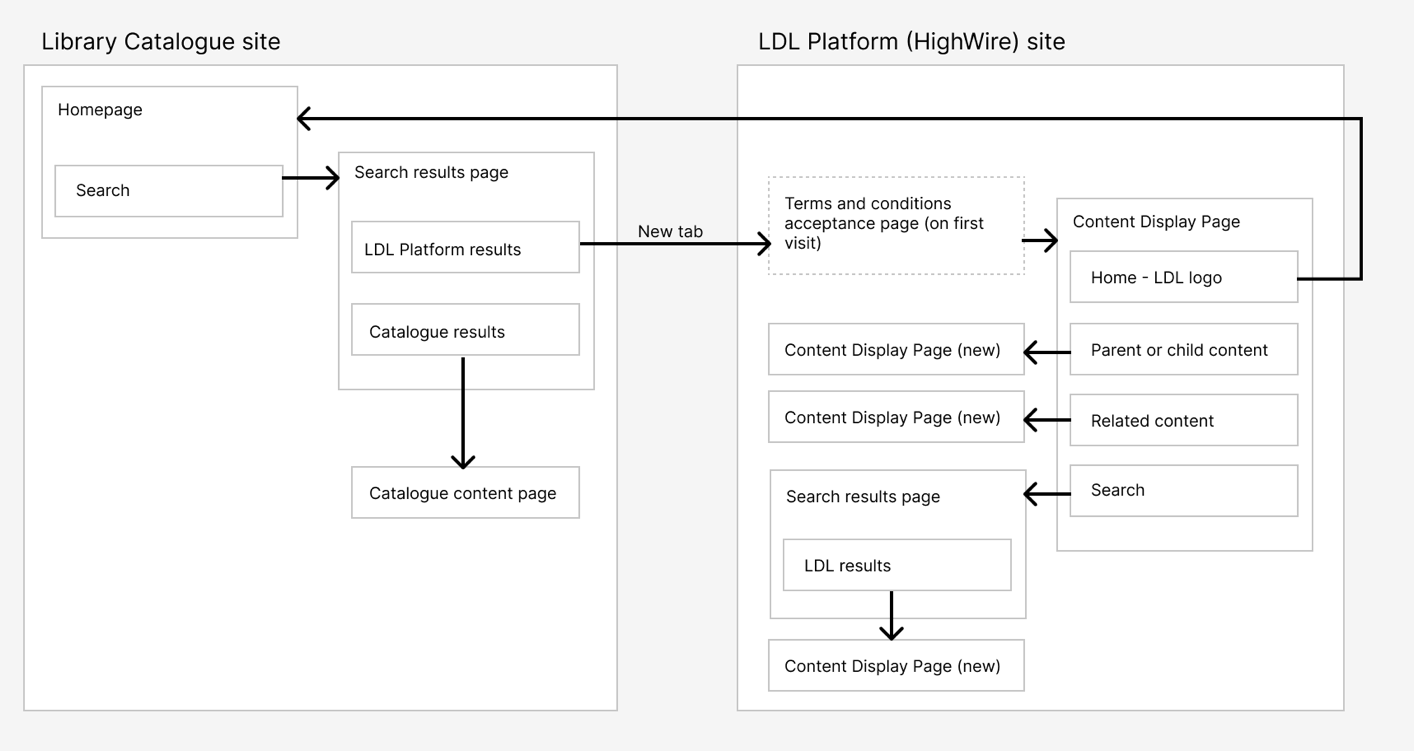 Library Catalogue site
Homepage
Search
Search results page
LDL Platform results
Catalogue results
Catalogue content page
New tab
LDL Platform (HighWire) site
Terms and conditions
acceptance page (on first
visit)
Content Display Page
Home - LDL logo
Parent or child content
Content Display Page (new)
Related content
Content Display Page (new)
Search
Search results page
LDL results
Content Display Page (new)